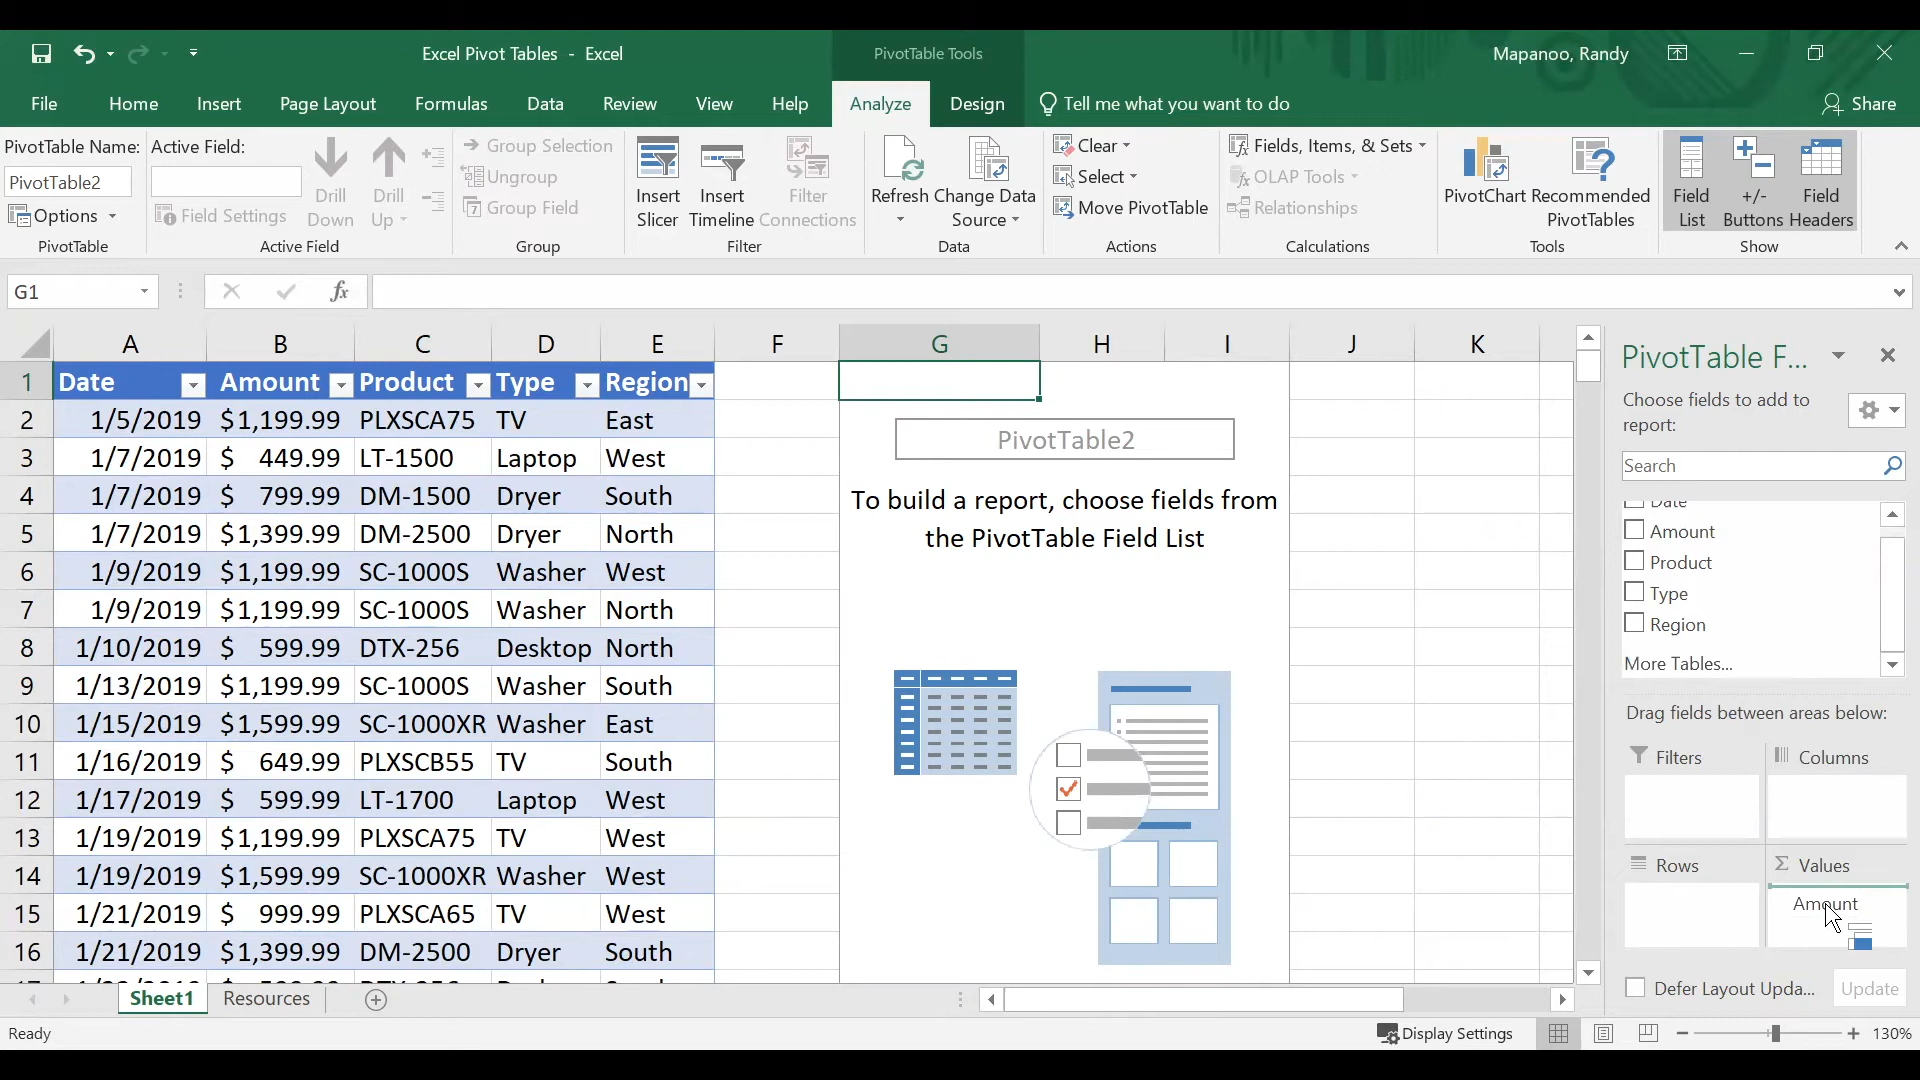 Excel Pivot Tables - Excel
PivotTable Tools
Mapanoo, Randy
File Home Insert Page Layout Formulas Data Review View Help Analyze Design Tell me what you want to do Share
PivotTable Name:
PivotTable2
Options
PivotTable
Active Field:
Field Settings
Drill Down
Drill Up
Active Field
Group Selection
Ungroup
7 Group Field
Group
Insert Slicer
Insert Timeline
Filter Connections
Filter
Refresh
Change Data Source
Data
Clear
Select
Move PivotTable
Actions
fx Fields, Items, & Sets
fx OLAP Tools
Relationships
Calculations
PivotChart
Recommended PivotTables
Tools
Field List
+/- Buttons
Field Headers
Show
G1
fx
A B C D E F G H I J K
1 Date Amount Product Type Region
2 1/5/2019 $1,199.99 PLXSCA75 TV East
3 1/7/2019 $ 449.99 LT-1500 Laptop West
4 1/7/2019 $ 799.99 DM-1500 Dryer South
5 1/7/2019 $1,399.99 DM-2500 Dryer North
6 1/9/2019 $1,199.99 SC-1000S Washer West
7 1/9/2019 $1,199.99 SC-1000S Washer North
8 1/10/2019 $ 599.99 DTX-256 Desktop North
9 1/13/2019 $1,199.99 SC-1000S Washer South
10 1/15/2019 $1,599.99 SC-1000XR Washer East
11 1/16/2019 $ 649.99 PLXSCB55 TV South
12 1/17/2019 $ 599.99 LT-1700 Laptop West
13 1/19/2019 $1,199.99 PLXSCA75 TV West
14 1/19/2019 $1,599.99 SC-1000XR Washer West
15 1/21/2019 $ 999.99 PLXSCA65 TV West
16 1/21/2019 $1,399.99 DM-2500 Dryer South
PivotTable2
To build a report, choose fields from
the PivotTable Field List
PivotTable F...
Choose fields to add to
report:
Search
Date
Amount
Product
Type
Region
More Tables...
Drag fields between areas below:
Filters
Columns
Rows
Σ Values
Amount
Defer Layout Upda...
Update
Sheet1 Resources
Ready
Display Settings
130%